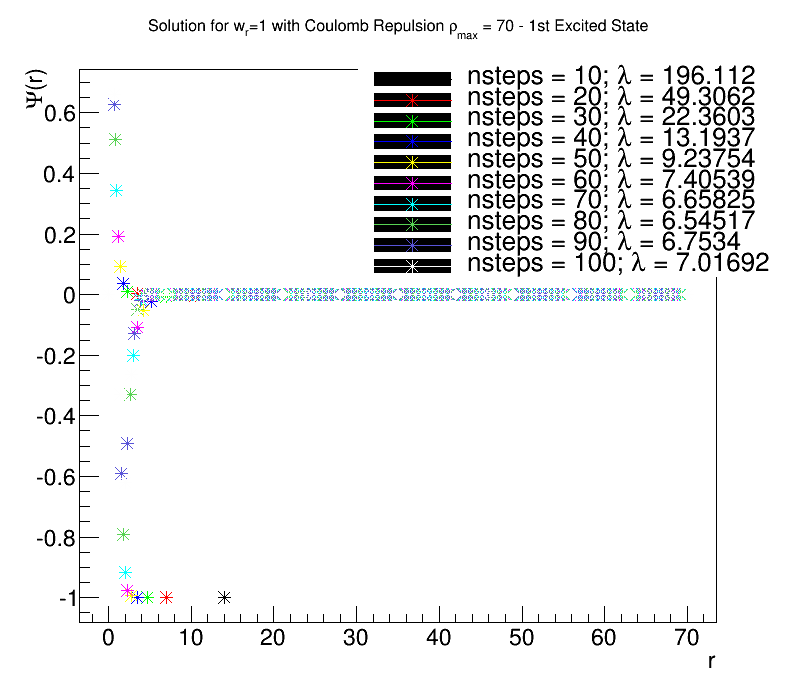 Solution for wr=1 with Coulomb Repulsion ρmax = 70 - 1st Excited State
Ψ(r)
nsteps = 10; λ = 196.112
nsteps = 20; λ = 49.3062
nsteps = 30; λ = 22.3603
nsteps = 40; λ = 13.1937
nsteps = 50; λ = 9.23754
nsteps = 60; λ = 7.40539
nsteps = 70; λ = 6.65825
nsteps = 80; λ = 6.54517
nsteps = 90; λ = 6.7534
nsteps = 100; λ = 7.01692
0.6
0.4
0.2
0
-0.2
-0.4
-0.6
-0.8
-1
0 10 20 30 40 50 60 70
r